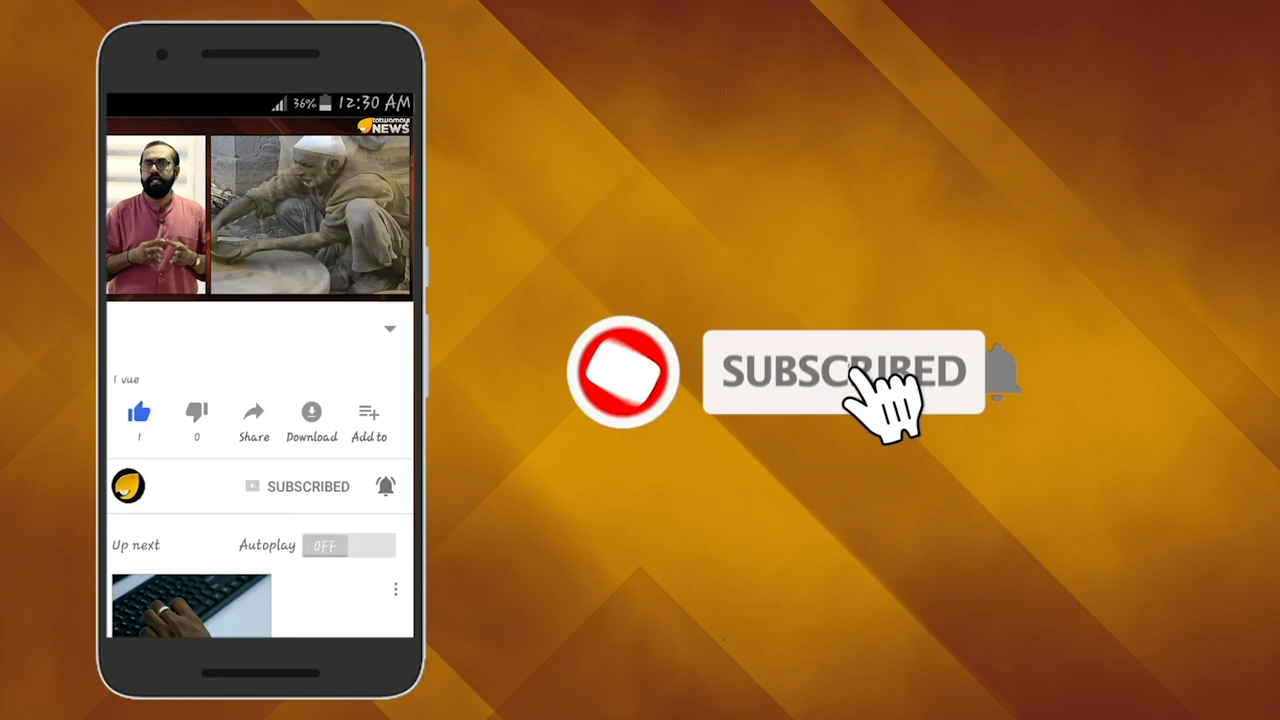 36% 12:30 AM
tatwamayi
NEWS
1 vue
1
0
Share
Download
Add to
SUBSCRIBED
Up next
Autoplay
OFF
SUBSCRIBED